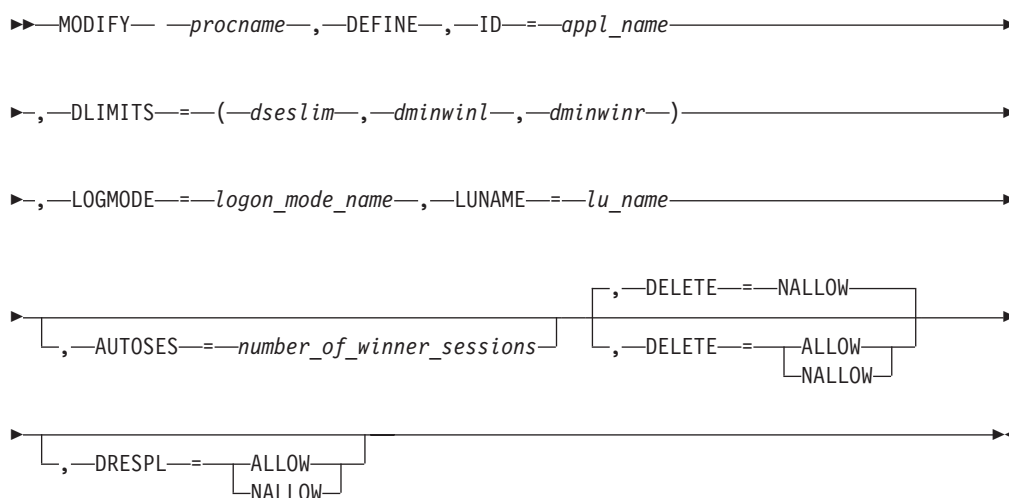 MODIFY procname , DEFINE , ID = appl_name
, DLIMITS = ( dseslim , dminwinl , dminwinr )
, LOGMODE = logon_mode_name , LUNAME = lu_name
, DELETE = NALLOW
, AUTOSES = number_of_winner_sessions
, DELETE = ALLOW
NALLOW
, DRESPL = ALLOW
NALLOW